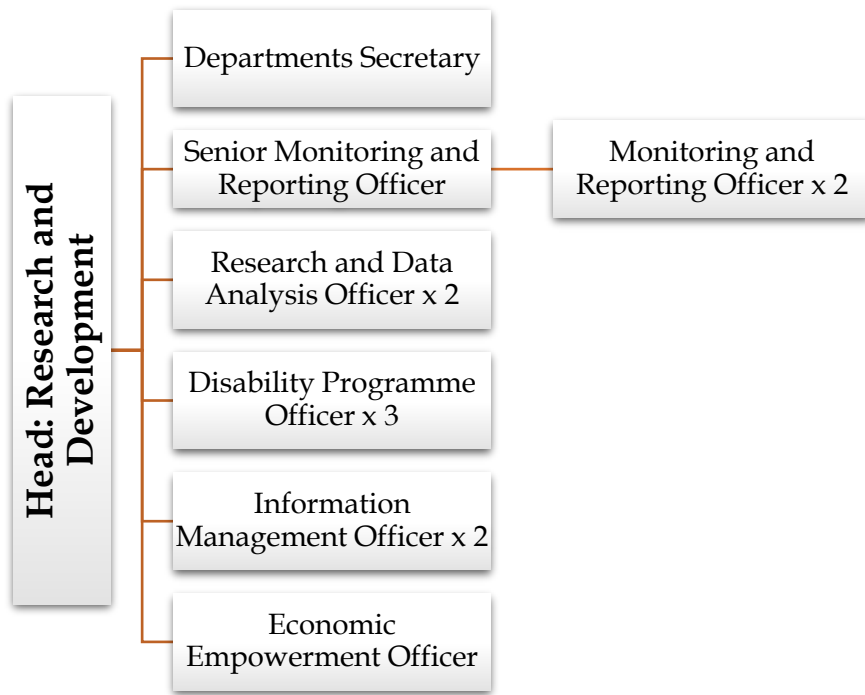 Head: Research and
Development
Departments Secretary
Senior Monitoring and
Reporting Officer
Monitoring and
Reporting Officer x 2
Research and Data
Analysis Officer x 2
Disability Programme
Officer x 3
Information
Management Officer x 2
Economic
Empowerment Officer